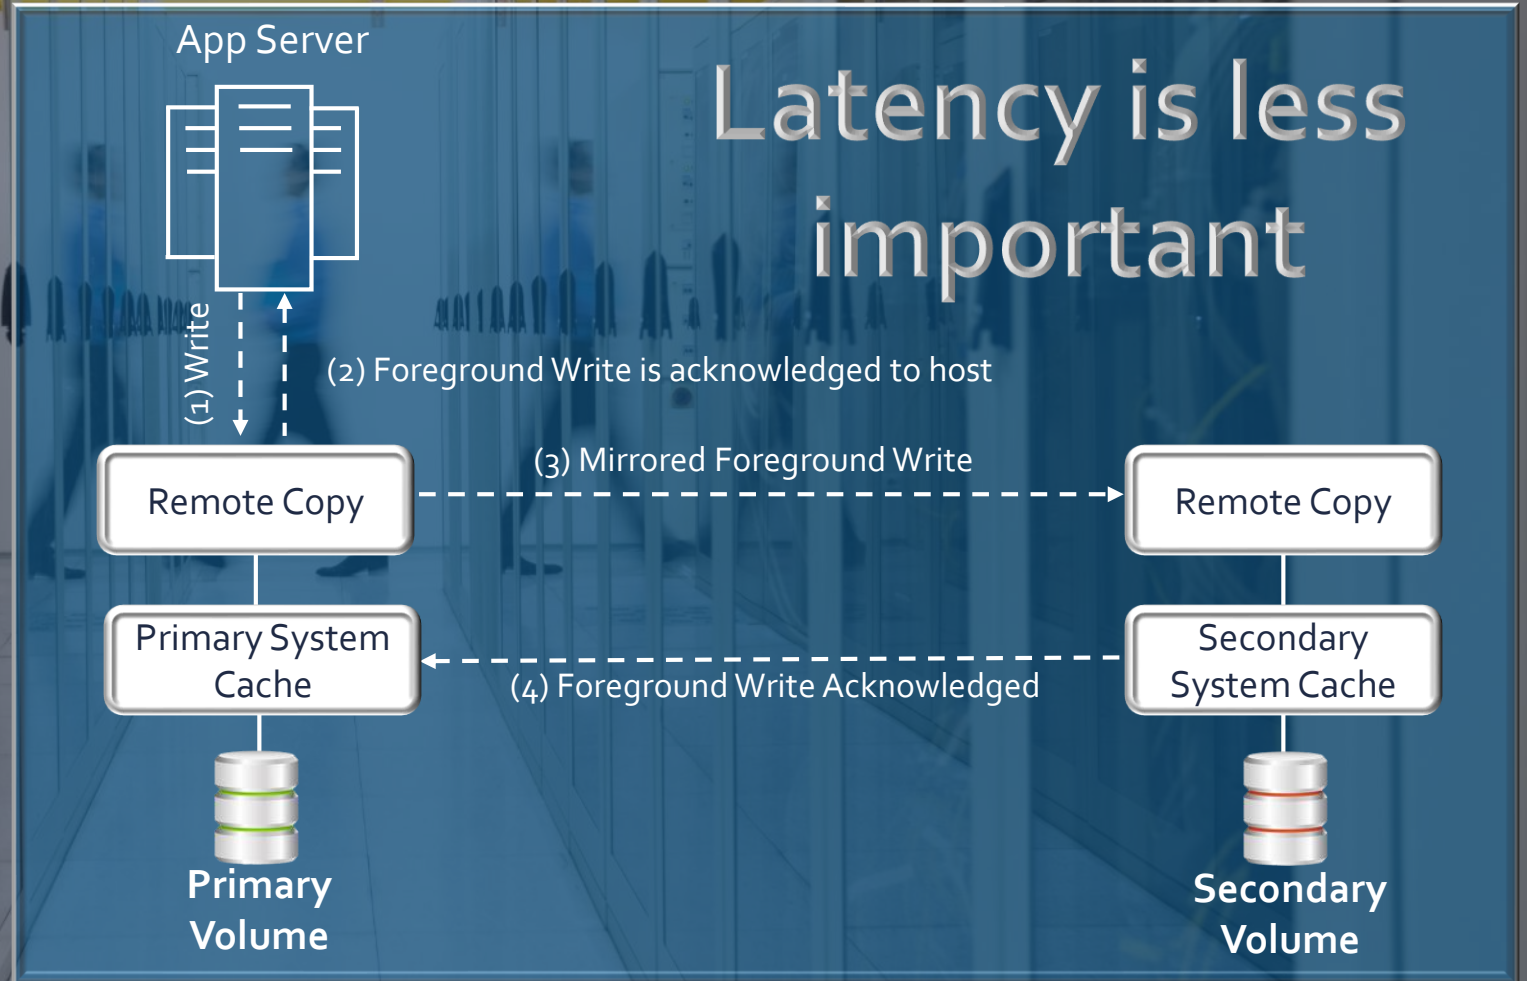 App Server
Latency is less
important
(1) Write
(2) Foreground Write is acknowledged to host
(3) Mirrored Foreground Write
Remote Copy
Remote Copy
Primary System
Cache
Secondary
System Cache
(4) Foreground Write Acknowledged
Primary
Volume
Secondary
Volume